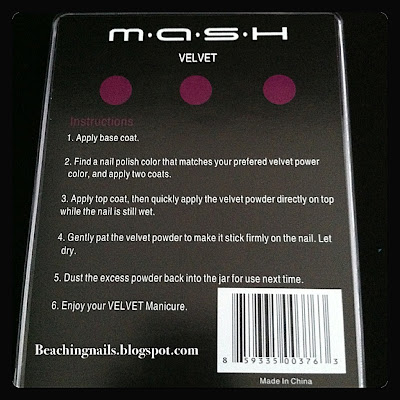 m·a·s·H
VELVET
Instructions
1. Apply base coat.
2. Find a nail polish color that matches your prefered velvet power
color, and apply two coats.
3. Apply top coat, then quickly apply the velvet powder directly on top
while the nail is still wet.
4. Gently pat the velvet powder to make it stick firmly on the nail. Let
dry.
5. Dust the excess powder back into the jar for use next time.
6. Enjoy your VELVET Manicure.
Beachingnails.blogspot.com
8 59335 00376 3
Made In China